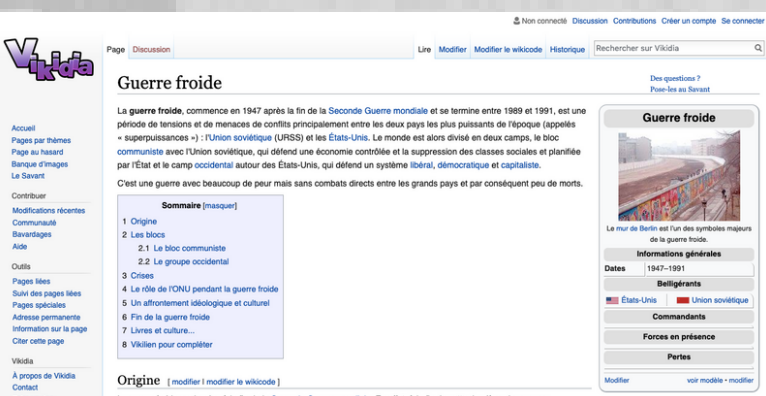 Non connecté Discussion Contributions Créer un compte Se connecter
Vikidia
Page Discussion
Lire Modifier Modifier le wikicode Historique
Rechercher sur Vikidia
Guerre froide
Des questions ?
Pose-les au Savant
La guerre froide, commence en 1947 après la fin de la Seconde Guerre mondiale et se termine entre 1989 et 1991, est une
période de tensions et de menaces de conflits principalement entre les deux pays les plus puissants de l'époque (appelés
« superpuissances ») : l'Union soviétique (URSS) et les États-Unis. Le monde est alors divisé en deux camps, le bloc
communiste avec l'Union soviétique, qui défend une économie contrôlée et la suppression des classes sociales et planifiée
par l'État et le camp occidental autour des États-Unis, qui défend un système libéral, démocratique et capitaliste.
C'est une guerre avec beaucoup de peur mais sans combats directs entre les grands pays et par conséquent peu de morts.
Accueil
Pages par thèmes
Page au hasard
Banque d'images
Le Savant
Contribuer
Modifications récentes
Communauté
Bavardages
Aide
Outils
Pages liées
Suivi des pages liées
Pages spéciales
Adresse permanente
Information sur la page
Citer cette page
Vikidia
À propos de Vikidia
Contact
Sommaire [masquer]
1 Origine
2 Les blocs
2.1 Le bloc communiste
2.2 Le groupe occidental
3 Crises
4 Le rôle de l'ONU pendant la guerre froide
5 Un affrontement idéologique et culturel
6 Fin de la guerre froide
7 Livres et culture...
8 Vikilien pour compléter
Origine [ modifier | modifier le wikicode ]
Guerre froide
Le mur de Berlin est l'un des symboles majeurs
de la guerre froide.
Informations générales
Dates 1947–1991
Belligérants
États-Unis Union soviétique
Commandants
Forces en présence
Pertes
Modifier voir modèle • modifier